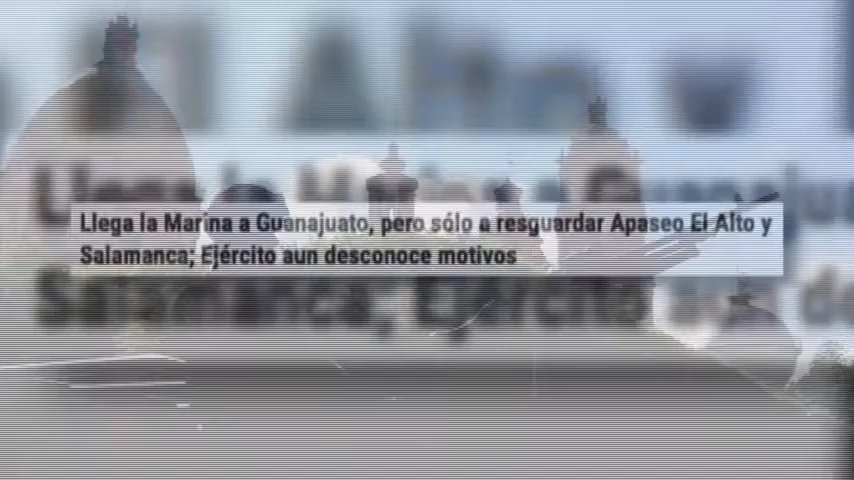 Llega la Marina a Guanajuato, pero sólo a resguardar Apaseo El Alto y
Salamanca; Ejército aun desconoce motivos